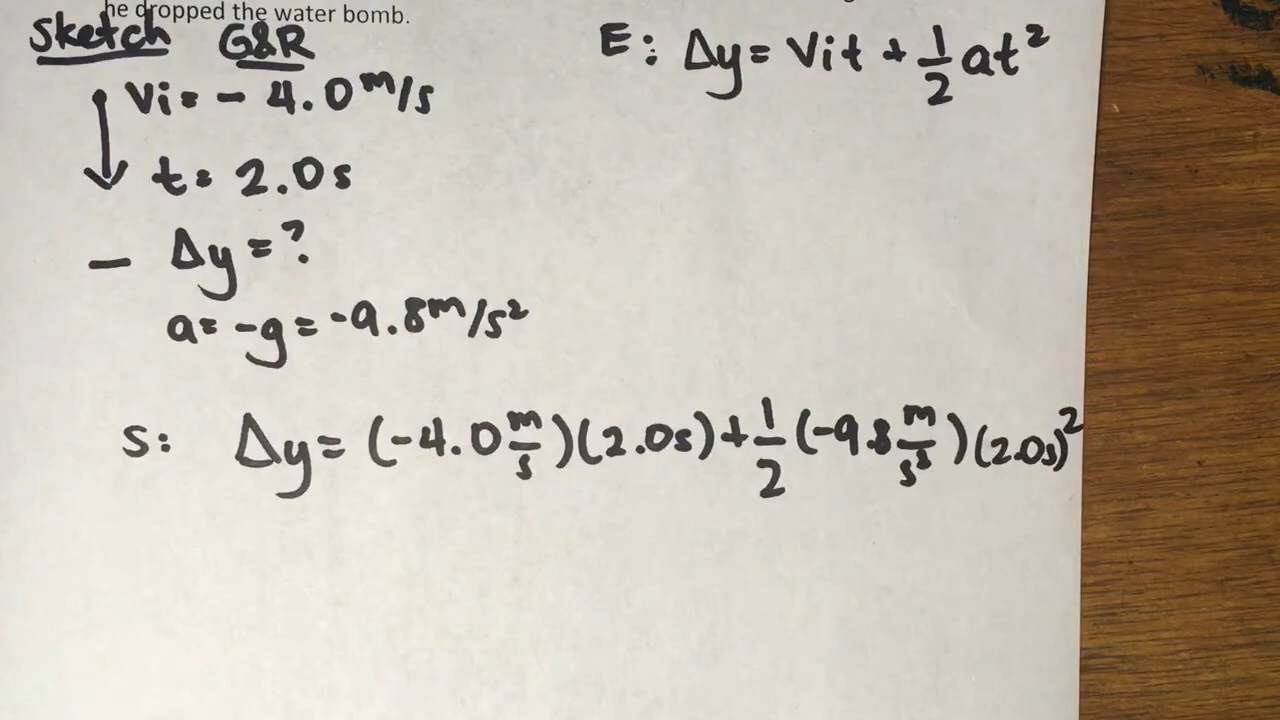 he dropped the water bomb.
Sketch G&R
E: Δy = Vit + 1/2 at²
Vi = - 4.0 m/s
t = 2.0s
Δy = ?
a = -g = -9.8 m/s²
S: Δy = (-4.0 m/s)(2.0s) + 1/2 (-9.8 m/s²)(2.0s)²